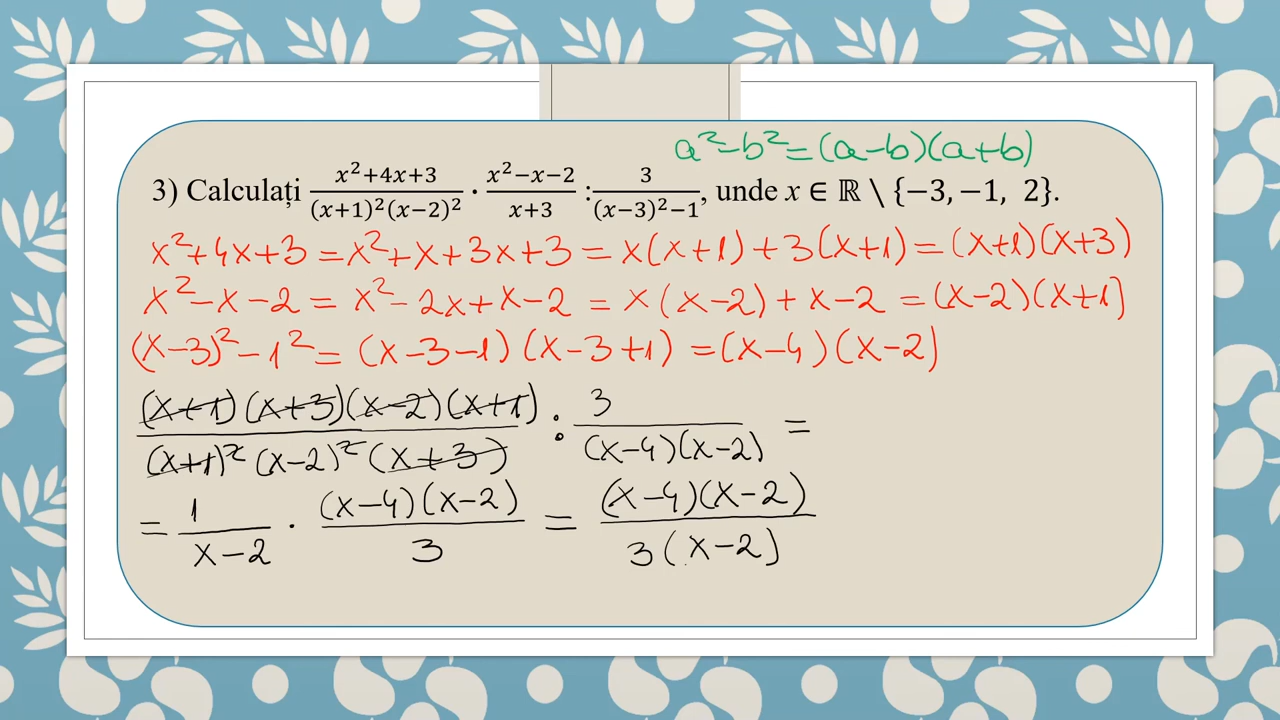 a²-b²=(a-b)(a+b)
3) Calculați (x²+4x+3)/((x+1)²(x−2)²) · (x²−x−2)/(x+3) : 3/((x−3)²−1), unde x ∈ ℝ \ {−3, −1, 2}.
x²+4x+3=x²+x+3x+3=x(x+1)+3(x+1)=(x+1)(x+3)
x²-x-2=x²-2x+x-2=x(x-2)+x-2=(x-2)(x+1)
(x-3)²-1²=(x-3-1)(x-3+1)=(x-4)(x-2)
((x+1)(x+3)(x-2)(x+1))/((x+1)²(x-2)²(x+3)) : 3/((x-4)(x-2)) =
= 1/(x-2) · ((x-4)(x-2))/3 = ((x-4)(x-2))/(3(x-2))